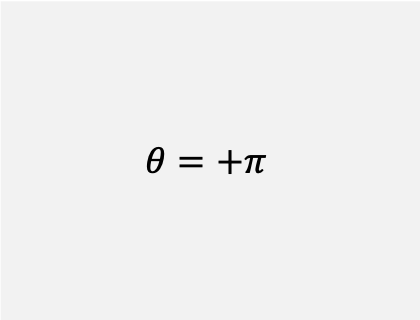 θ = +π